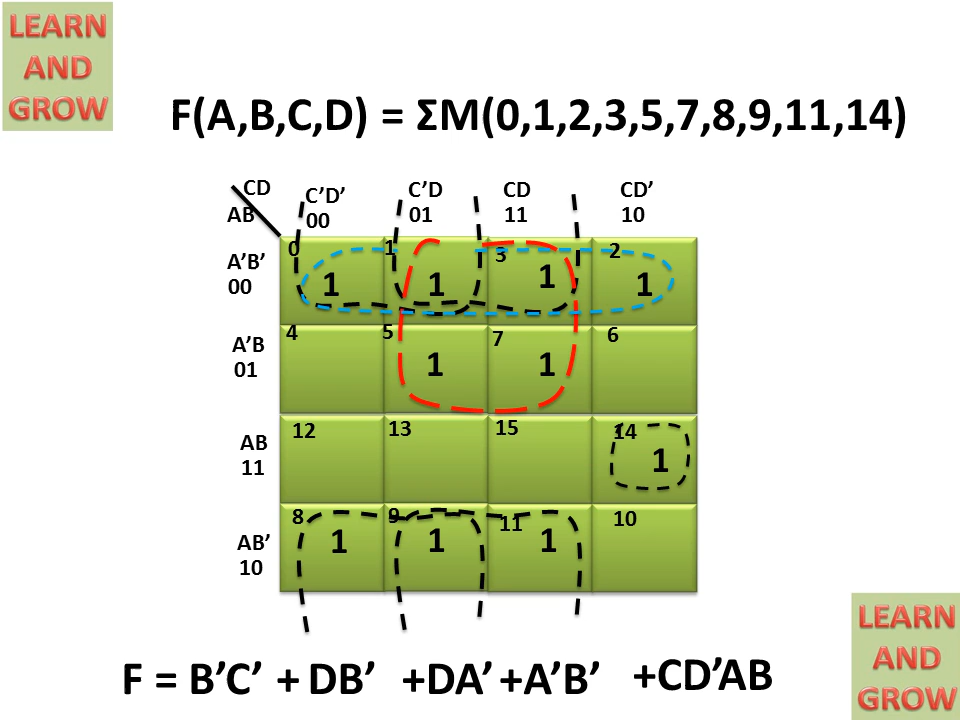 LEARN
AND
GROW
F(A,B,C,D) = ΣM(0,1,2,3,5,7,8,9,11,14)
CD
AB
C’D’
00
C’D
01
CD
11
CD’
10
A’B’
00
0 1 3 2
1 1 1 1
A’B
01
4 5 7 6
1 1
AB
11
12 13 15 14
1
AB’
10
8 9 11 10
1 1 1
F = B’C’ + DB’ +DA’ +A’B’ +CD’AB
LEARN
AND
GROW